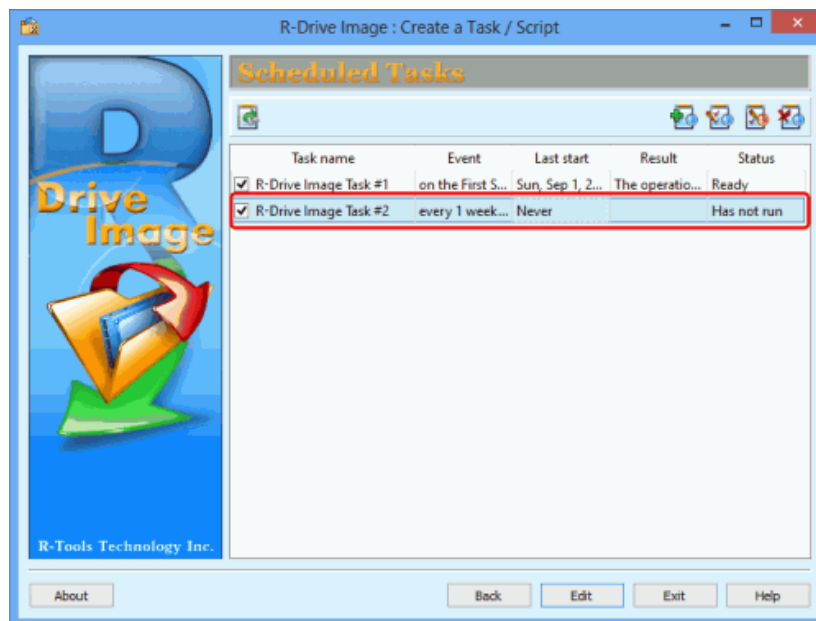 R-Drive Image : Create a Task / Script
Scheduled Tasks
Task name Event Last start Result Status
R-Drive Image Task #1 on the First S... Sun, Sep 1, 2... The operatio... Ready
R-Drive Image Task #2 every 1 week... Never Has not run
R
Drive
Image
R-Tools Technology Inc.
About Back Edit Exit Help